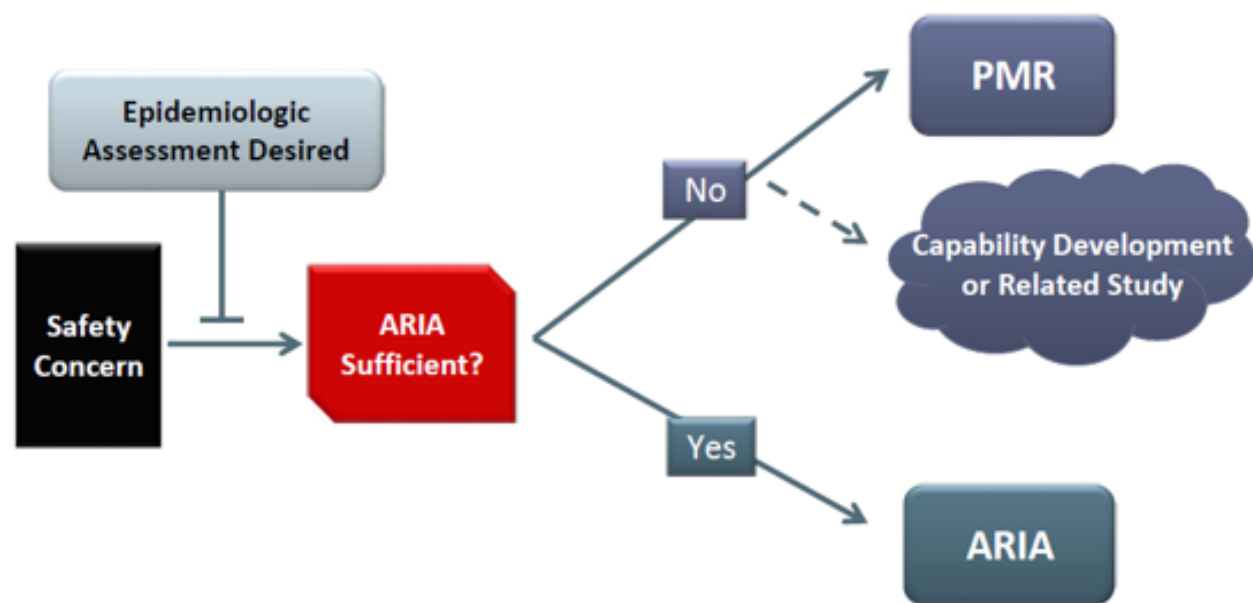 Epidemiologic
Assessment Desired
Safety
Concern
ARIA
Sufficient?
No
Yes
PMR
Capability Development
or Related Study
ARIA